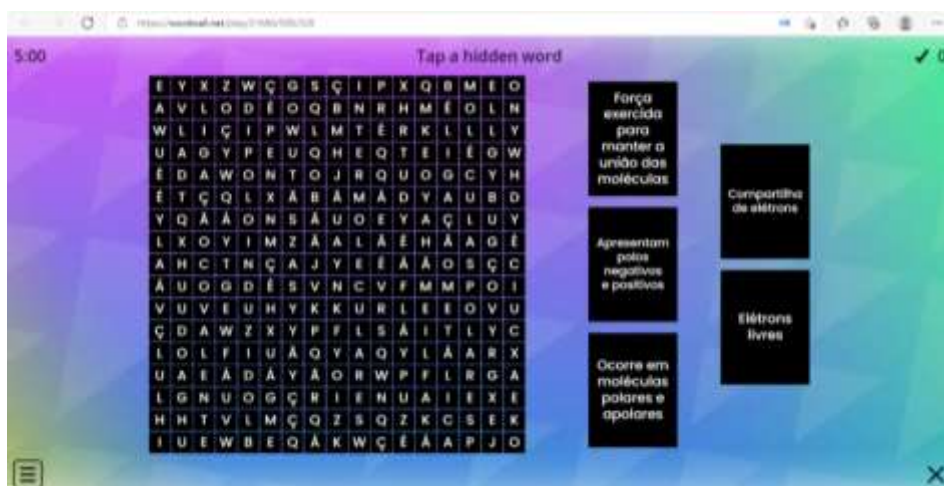 5:00
Tap a hidden word
E Y X Z W Ç G S Ç I P X Q B M E O
A V L O D Ê O Q B N R H M Ê O L N
W L I Ç I P W L M T É R K L L L Y
U A G Y P E U Q H E Q T E I É G W
Ê D A W O N T O J R Q U O G C Y H
É T Ç Q L X Ã B Â M Á D Y A U B D
Y Q Ã Â O N S Ã U O E Y A Ç L U Y
L X O Y I M Z Ã A L Ã É H Ã A G Ê
A H C T N Ç A J Y E É Ã Â O S Ç C
Â U O G D É S V N C V F M M P O I
V U V E U H Y K K U R L E E O V U
Ç D A W Z X Y P F L S Á I T L Y C
L O L F I U Ã Q Y A Q Y L Á A R X
U A E Â D Á Y Ã O R W P F L R G A
L G N U O G Ç R I E N U A I E X E
H H T V L M Ç Q Z S Q Z K C S E K
I U E W B E Q Ã K W Ç É Ã A P J O
Força
exercida
para
manter a
união das
moléculas
Apresentam
polos
negativos
e positivos
Ocorre em
moléculas
polares e
apolares
Compartilha
de elétrons
Elétrons
livres